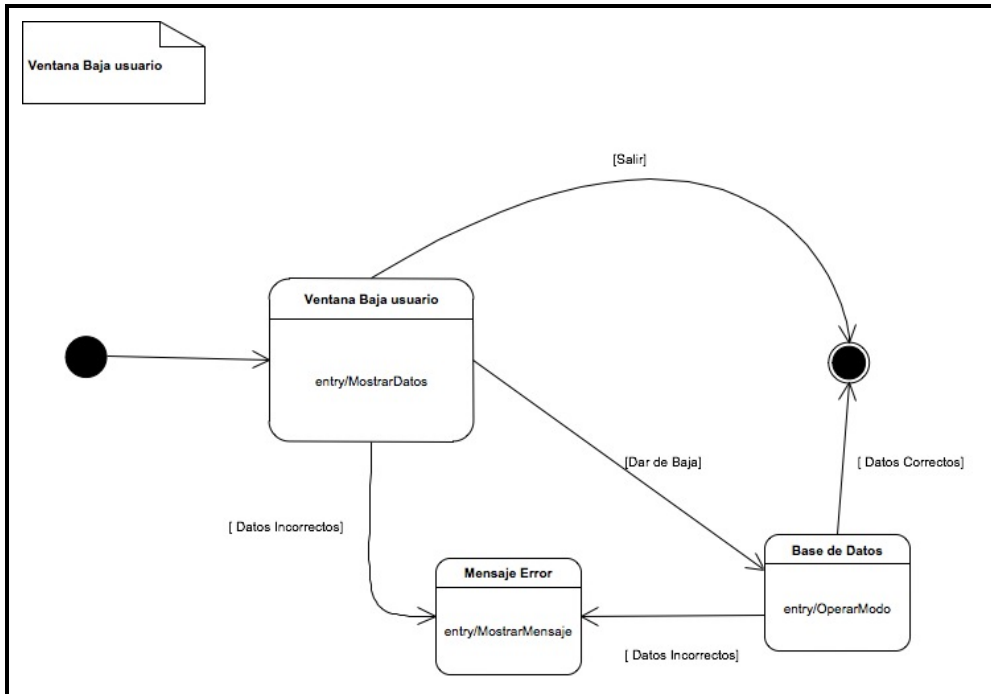 Ventana Baja usuario
[Salir]
Ventana Baja usuario
entry/MostrarDatos
[Dar de Baja]
[ Datos Correctos]
[ Datos Incorrectos]
Base de Datos
entry/OperarModo
Mensaje Error
entry/MostrarMensaje
[ Datos Incorrectos]